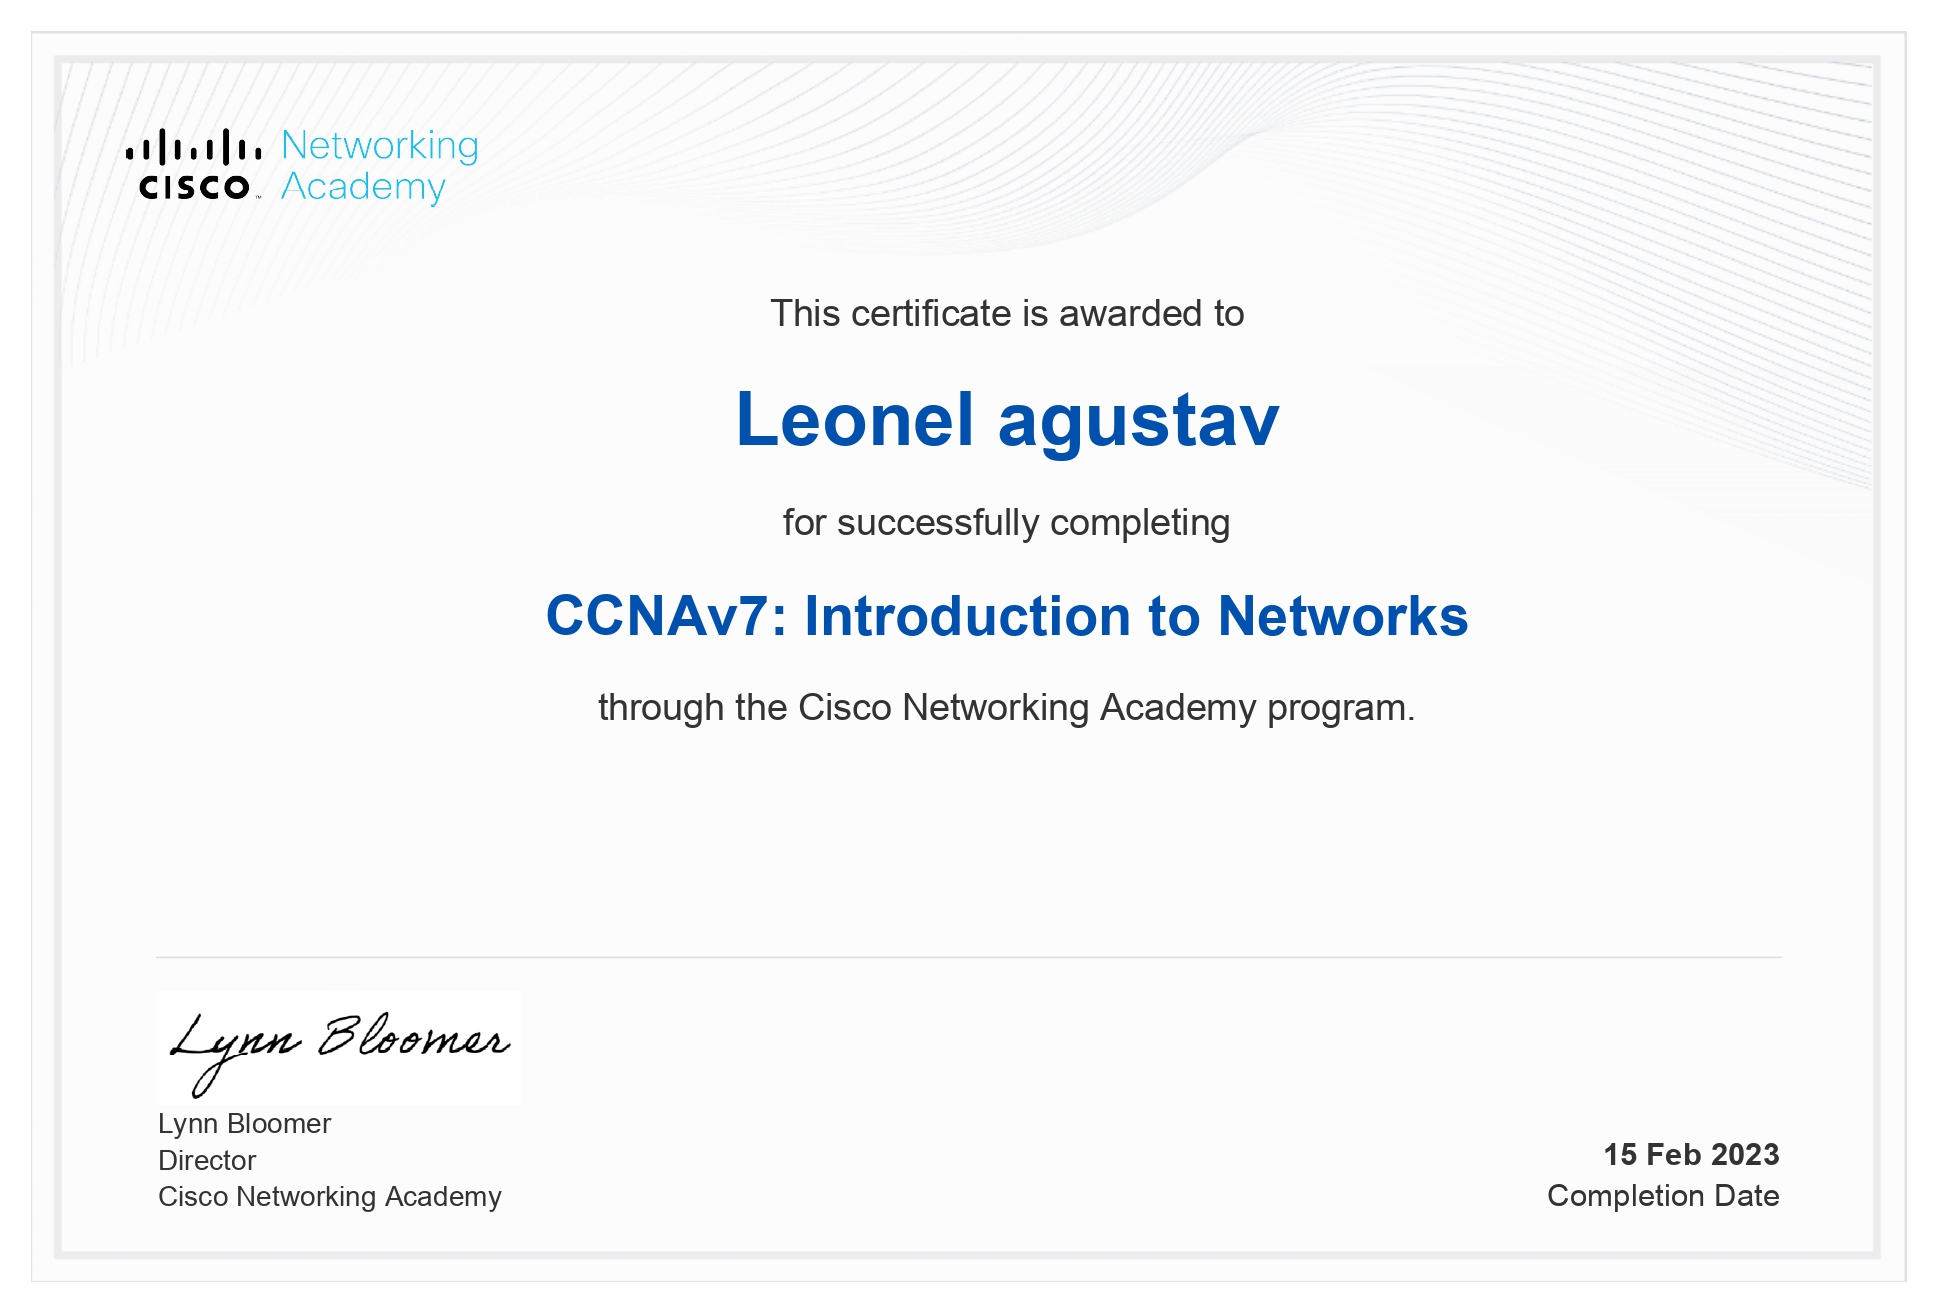 Networking
CISCO™ Academy
This certificate is awarded to
Leonel agustav
for successfully completing
CCNAv7: Introduction to Networks
through the Cisco Networking Academy program.
Lynn Bloomer
Lynn Bloomer
Director
Cisco Networking Academy
15 Feb 2023
Completion Date